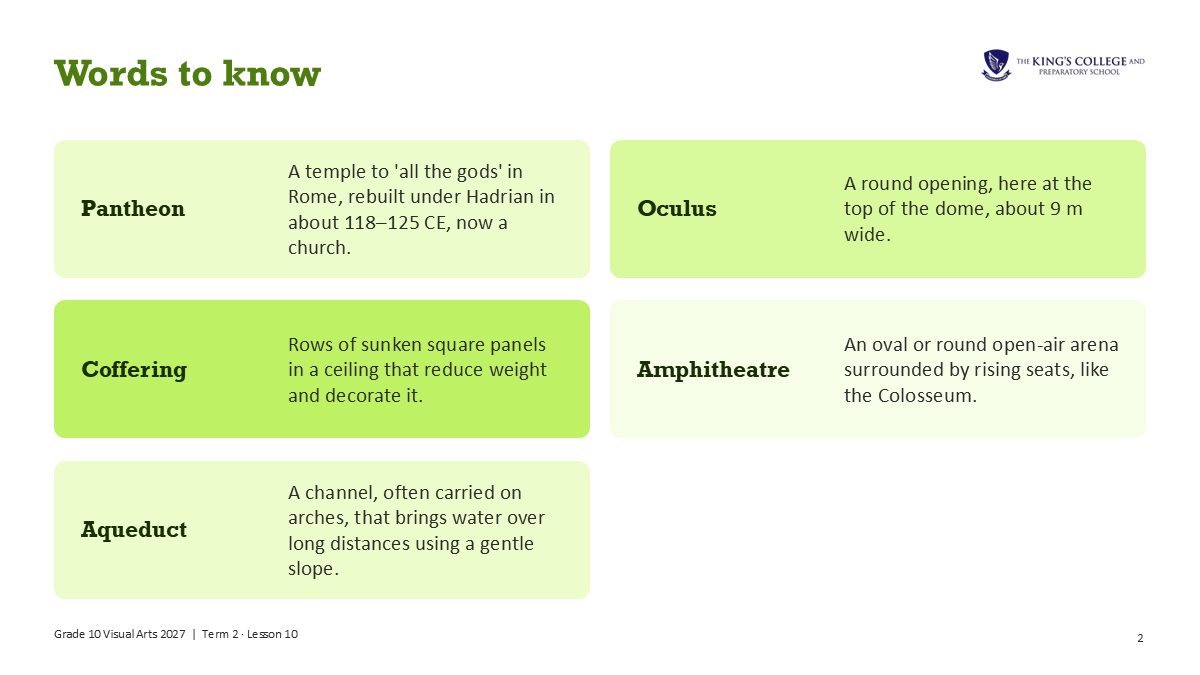 Words to know
THE KING'S COLLEGE AND
PREPARATORY SCHOOL
Pantheon
A temple to 'all the gods' in
Rome, rebuilt under Hadrian in
about 118–125 CE, now a
church.
Oculus
A round opening, here at the
top of the dome, about 9 m
wide.
Coffering
Rows of sunken square panels
in a ceiling that reduce weight
and decorate it.
Amphitheatre
An oval or round open-air arena
surrounded by rising seats, like
the Colosseum.
Aqueduct
A channel, often carried on
arches, that brings water over
long distances using a gentle
slope.
Grade 10 Visual Arts 2027 | Term 2 · Lesson 10
2